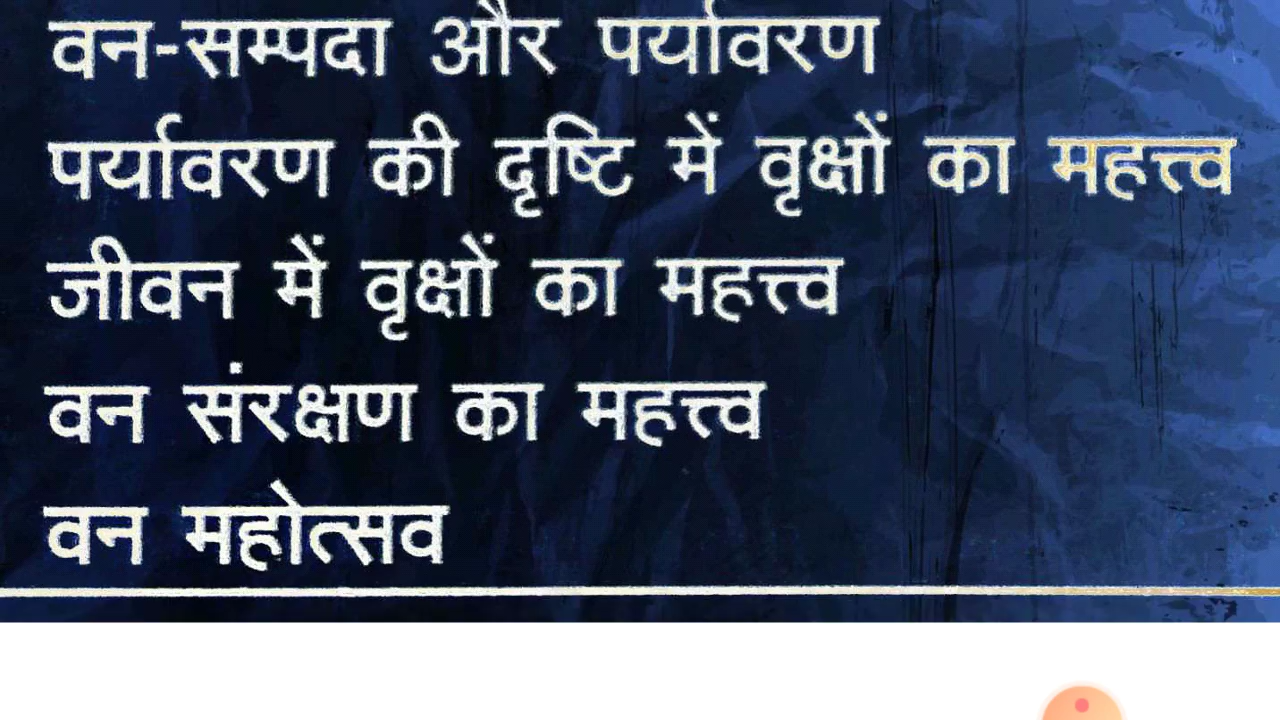 वन-सम्पदा और पर्यावरण
पर्यावरण की दृष्टि में वृक्षों का महत्त्व
जीवन में वृक्षों का महत्त्व
वन संरक्षण का महत्त्व
वन महोत्सव